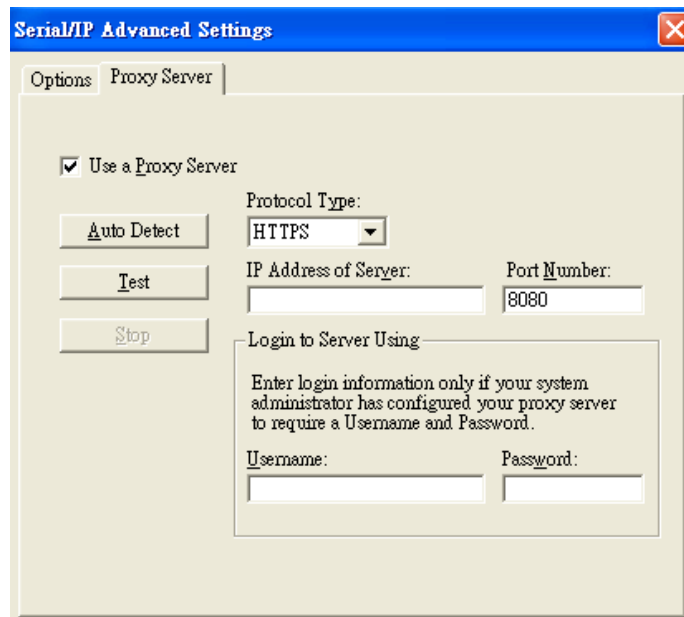 Serial/IP Advanced Settings
Options
Proxy Server
Use a Proxy Server
Auto Detect
Test
Stop
Protocol Type:
HTTPS
IP Address of Server:
Port Number:
8080
Login to Server Using
Enter login information only if your system
administrator has configured your proxy server
to require a Username and Password.
Username:
Password: